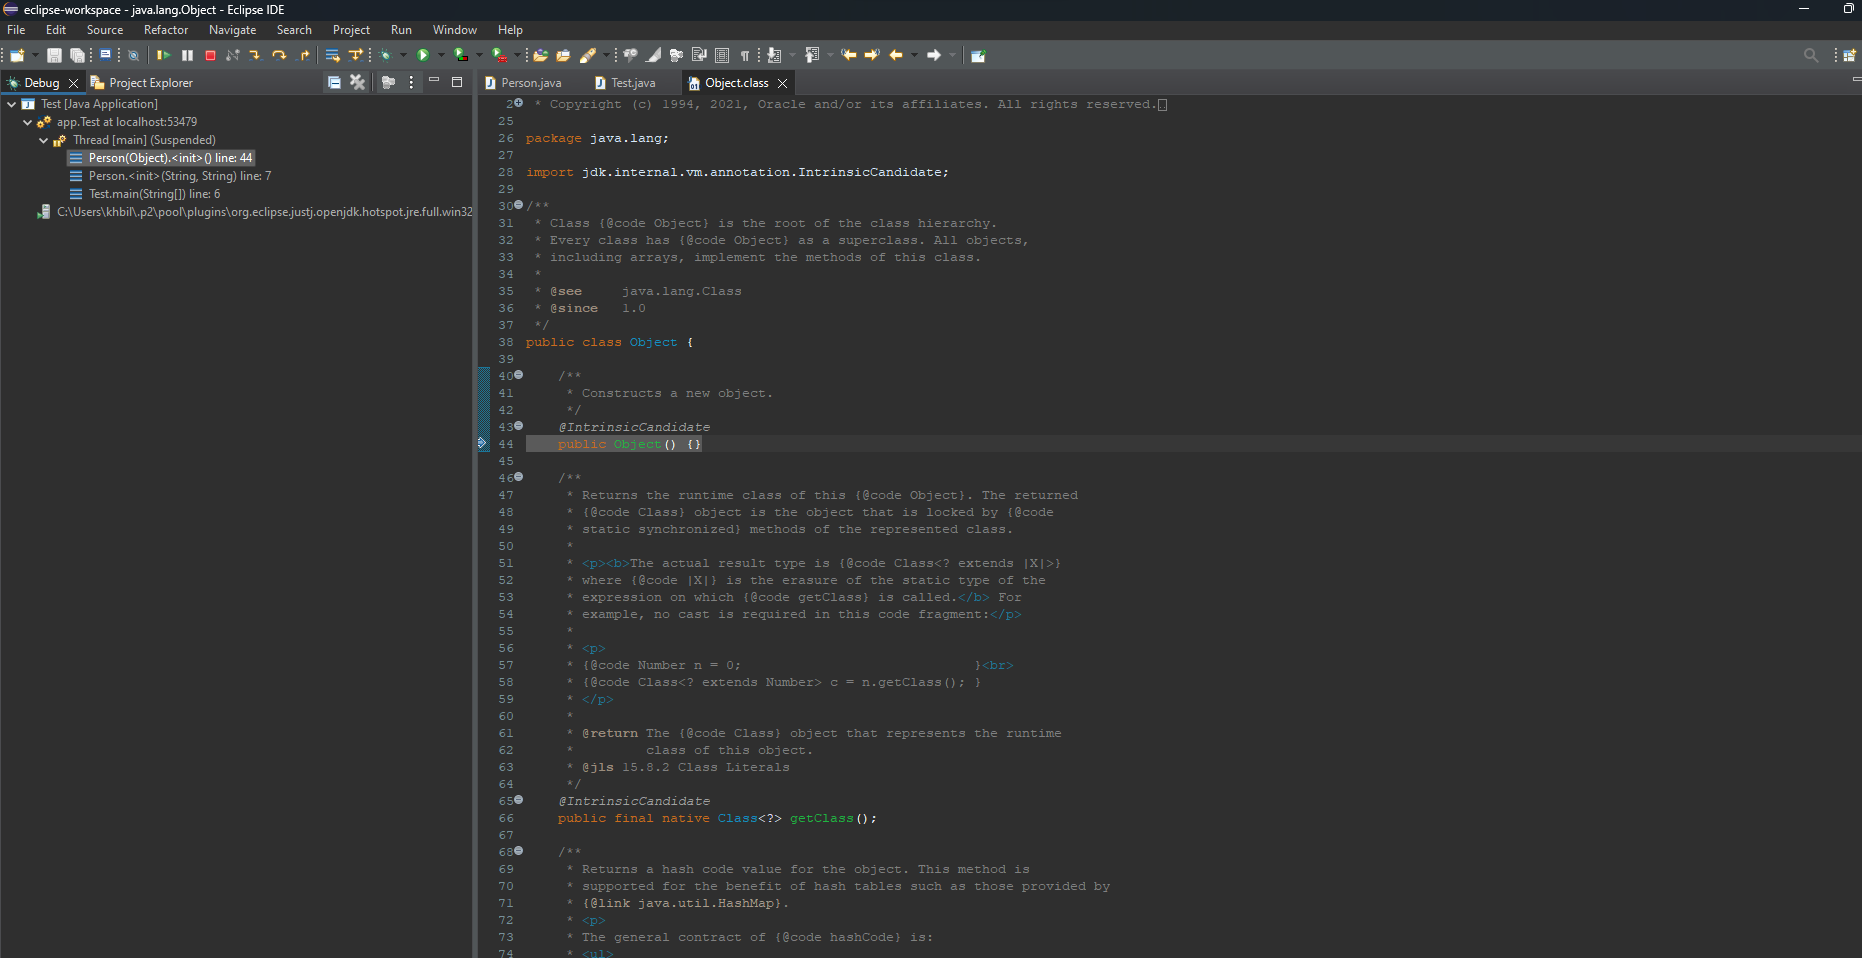 eclipse-workspace - java.lang.Object - Eclipse IDE
File Edit Source Refactor Navigate Search Project Run Window Help
Debug Project Explorer
Person.java Test.java Object.class
Test [Java Application]
app.Test at localhost:53479
Thread [main] (Suspended)
Person(Object).<init>() line: 44
Person.<init>(String, String) line: 7
Test.main(String[]) line: 6
C:\Users\khbil\.p2\pool\plugins\org.eclipse.justj.openjdk.hotspot.jre.full.win32
2 * Copyright (c) 1994, 2021, Oracle and/or its affiliates. All rights reserved.
25
26 package java.lang;
27
28 import jdk.internal.vm.annotation.IntrinsicCandidate;
29
30 /**
31 * Class {@code Object} is the root of the class hierarchy.
32 * Every class has {@code Object} as a superclass. All objects,
33 * including arrays, implement the methods of this class.
34 *
35 * @see java.lang.Class
36 * @since 1.0
37 */
38 public class Object {
39
40 /**
41 * Constructs a new object.
42 */
43 @IntrinsicCandidate
44 public Object() {}
45
46 /**
47 * Returns the runtime class of this {@code Object}. The returned
48 * {@code Class} object is the object that is locked by {@code
49 * static synchronized} methods of the represented class.
50 *
51 * <p><b>The actual result type is {@code Class<? extends |X|>}
52 * where {@code |X|} is the erasure of the static type of the
53 * expression on which {@code getClass} is called.</b> For
54 * example, no cast is required in this code fragment:</p>
55 *
56 * <p>
57 * {@code Number n = 0; }<br>
58 * {@code Class<? extends Number> c = n.getClass(); }
59 * </p>
60 *
61 * @return The {@code Class} object that represents the runtime
62 * class of this object.
63 * @jls 15.8.2 Class Literals
64 */
65 @IntrinsicCandidate
66 public final native Class<?> getClass();
67
68 /**
69 * Returns a hash code value for the object. This method is
70 * supported for the benefit of hash tables such as those provided by
71 * {@link java.util.HashMap}.
72 * <p>
73 * The general contract of {@code hashCode} is:
74 * <ul>